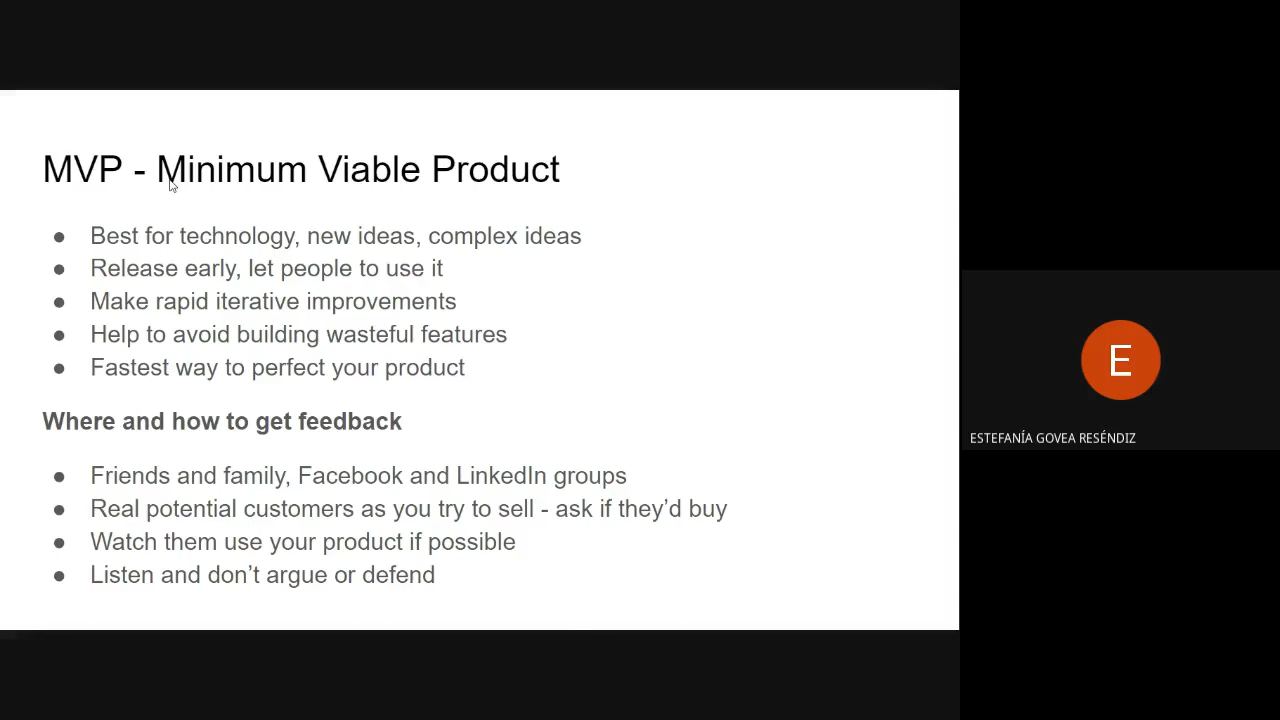 MVP - Minimum Viable Product
● Best for technology, new ideas, complex ideas
● Release early, let people to use it
● Make rapid iterative improvements
● Help to avoid building wasteful features
● Fastest way to perfect your product
Where and how to get feedback
● Friends and family, Facebook and LinkedIn groups
● Real potential customers as you try to sell - ask if they’d buy
● Watch them use your product if possible
● Listen and don’t argue or defend
E
ESTEFANÍA GOVEA RESÉNDIZ